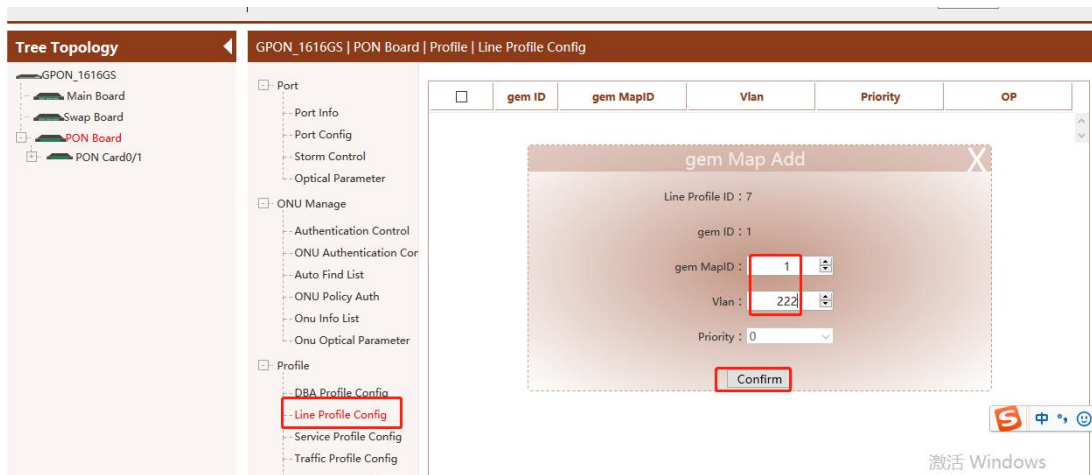 Tree Topology
GPON_1616GS
Main Board
Swap Board
PON Board
PON Card0/1
GPON_1616GS | PON Board | Profile | Line Profile Config
Port
Port Info
Port Config
Storm Control
Optical Parameter
ONU Manage
Authentication Control
ONU Authentication Cor
Auto Find List
ONU Policy Auth
Onu Info List
Onu Optical Parameter
Profile
DBA Profile Config
Line Profile Config
Service Profile Config
Traffic Profile Config
gem ID gem MapID Vlan Priority OP
gem Map Add X
Line Profile ID：7
gem ID：1
gem MapID： 1
Vlan： 222
Priority： 0
Confirm
S 中 °,
激活 Windows